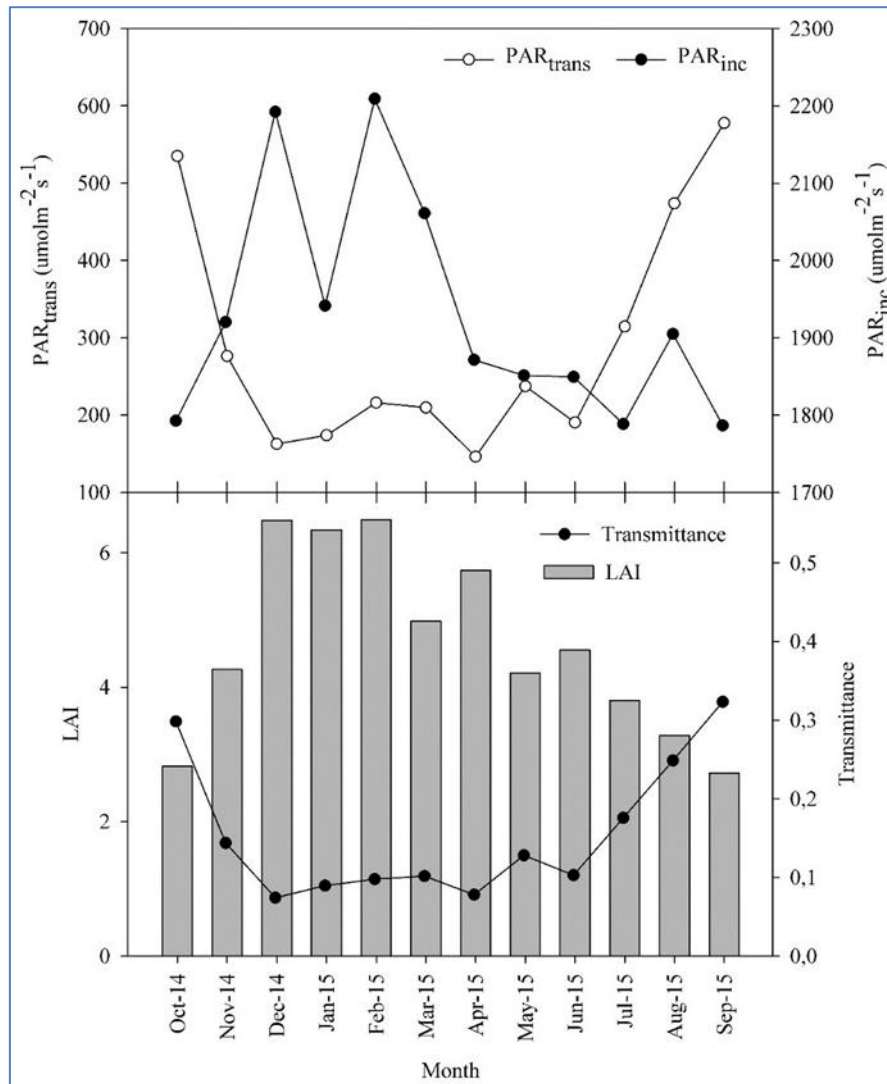 PARtrans PARinc
700
600
500
400
300
200
100
PARtrans (umolm-2s-1)
2300
2200
2100
2000
1900
1800
1700
PARinc (umolm-2s-1)
Transmittance
LAI
6
4
2
0
LAI
0,5
0,4
0,3
0,2
0,1
0,0
Transmittance
Oct-14
Nov-14
Dec-14
Jan-15
Feb-15
Mar-15
Apr-15
May-15
Jun-15
Jul-15
Aug-15
Sep-15
Month